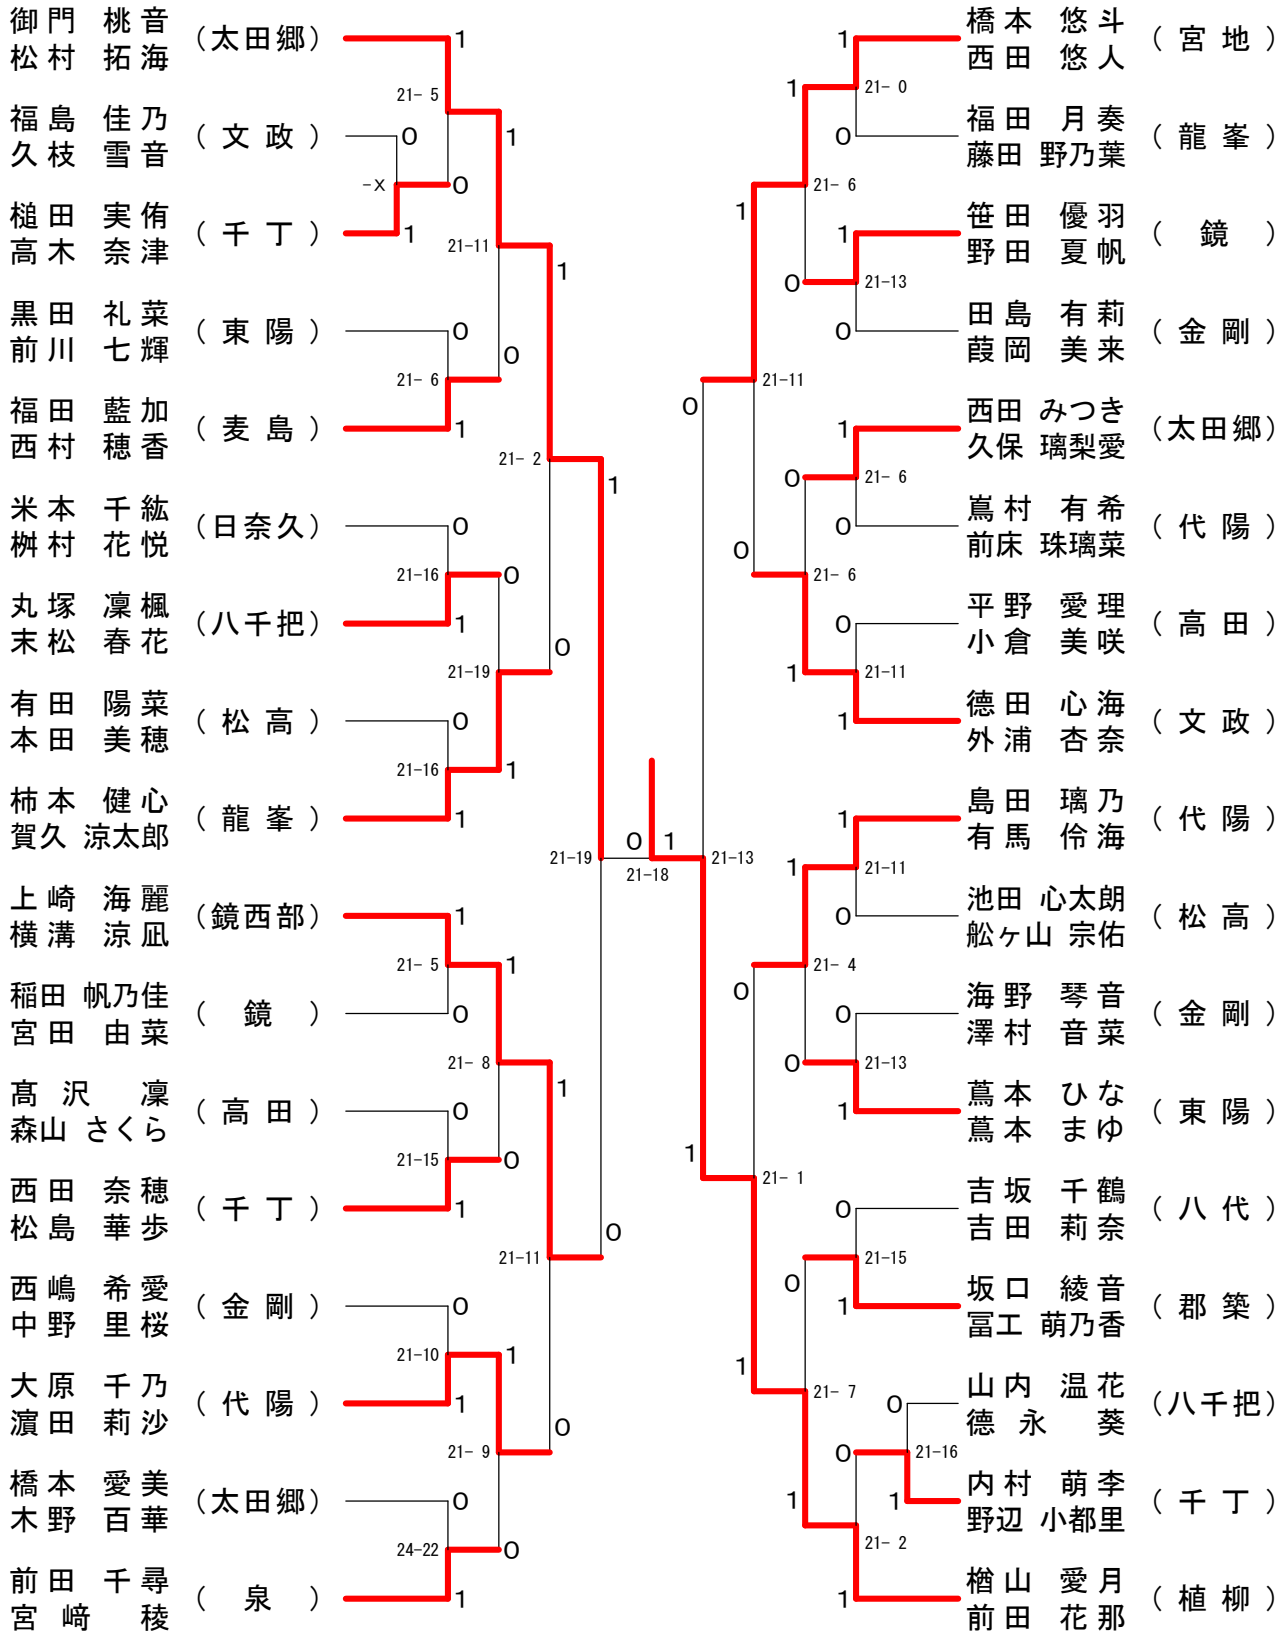 御門 桃音
松村 拓海
(太田郷)
1
21- 5
福島 佳乃
久枝 雪音
(文政)
0
1
-X
0
槌田 実侑
高木 奈津
(千丁)
1
21-11
1
黒田 礼菜
前川 七輝
(東陽)
0
0
21- 6
福田 藍加
西村 穂香
(麦島)
1
21- 2
1
米本 千紘
桝村 花悦
(日奈久)
0
21-16
0
丸塚 凜楓
末松 春花
(八千把)
1
0
21-19
有田 陽菜
本田 美穂
(松高)
0
21-16
1
柿本 健心
賀久 涼太郎
(龍峯)
1
21-19
0
1
21-18
上崎 海麗
横溝 涼凪
(鏡西部)
1
21- 5
1
稲田 帆乃佳
宮田 由菜
(鏡)
0
21- 8
1
髙沢 凜
森山 さくら
(高田)
0
21-15
0
西田 奈穂
松島 華歩
(千丁)
1
0
21-11
西嶋 希愛
中野 里桜
(金剛)
0
21-10
1
大原 千乃
濵田 莉沙
(代陽)
1
0
21- 9
橋本 愛美
木野 百華
(太田郷)
0
24-22
0
前田 千尋
宮﨑 稜
(泉)
1
橋本 悠斗
西田 悠人
(宮地)
1
1
21- 0
福田 月奏
藤田 野乃葉
(龍峯)
0
21- 6
1
笹田 優羽
野田 夏帆
(鏡)
1
0
21-13
田島 有莉
葭岡 美来
(金剛)
0
21-11
0
西田 みつき
久保 璃梨愛
(太田郷)
1
0
21- 6
嶌村 有希
前床 珠璃菜
(代陽)
0
0
21- 6
平野 愛理
小倉 美咲
(高田)
0
1
21-11
德田 心海
外浦 杏奈
(文政)
1
島田 璃乃
有馬 伶海
(代陽)
1
21-13
1
21-11
池田 心太朗
舩ヶ山 宗佑
(松高)
0
21- 4
0
海野 琴音
澤村 音菜
(金剛)
0
0
21-13
蔦本 ひな
蔦本 まゆ
(東陽)
1
1
21- 1
吉坂 千鶴
吉田 莉奈
(八代)
0
0
21-15
坂口 綾音
冨工 萌乃香
(郡築)
1
1
21- 7
山内 温花
德永 葵
(八千把)
0
0
21-16
内村 萌李
野辺 小都里
(千丁)
1
1
21- 2
楢山 愛月
前田 花那
(植柳)
1